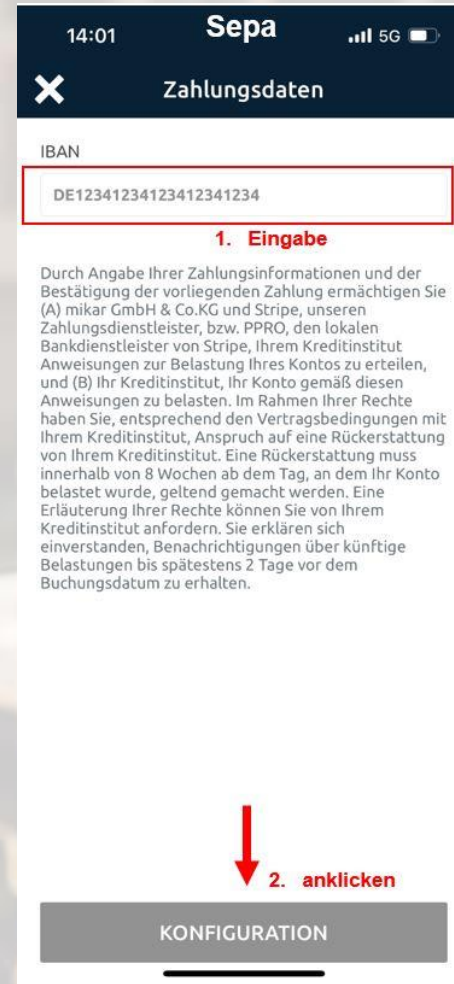 14:01 Sepa 5G
Zahlungsdaten
IBAN
DE12341234123412341234
1. Eingabe
Durch Angabe Ihrer Zahlungsinformationen und der
Bestätigung der vorliegenden Zahlung ermächtigen Sie
(A) mikar GmbH & Co.KG und Stripe, unseren
Zahlungsdienstleister, bzw. PPRO, den lokalen
Bankdienstleister von Stripe, Ihrem Kreditinstitut
Anweisungen zur Belastung Ihres Kontos zu erteilen,
und (B) Ihr Kreditinstitut, Ihr Konto gemäß diesen
Anweisungen zu belasten. Im Rahmen Ihrer Rechte
haben Sie, entsprechend den Vertragsbedingungen mit
Ihrem Kreditinstitut, Anspruch auf eine Rückerstattung
von Ihrem Kreditinstitut. Eine Rückerstattung muss
innerhalb von 8 Wochen ab dem Tag, an dem Ihr Konto
belastet wurde, geltend gemacht werden. Eine
Erläuterung Ihrer Rechte können Sie von Ihrem
Kreditinstitut anfordern. Sie erklären sich
einverstanden, Benachrichtigungen über künftige
Belastungen bis spätestens 2 Tage vor dem
Buchungsdatum zu erhalten.
2. anklicken
KONFIGURATION